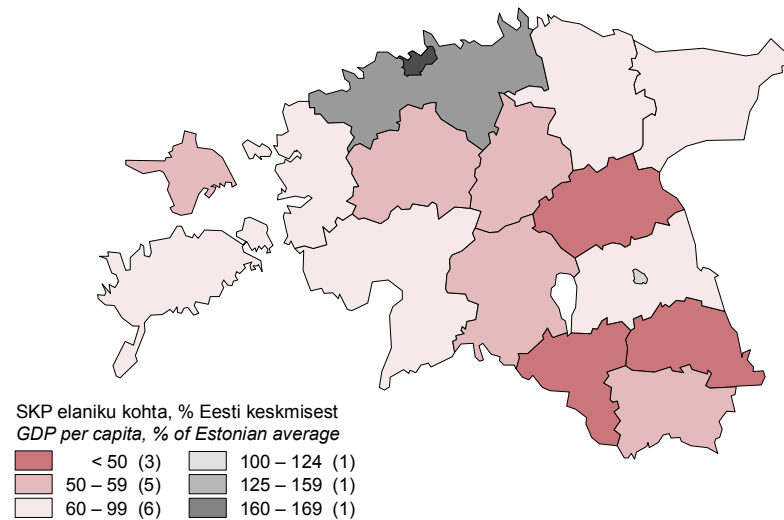 SKP elaniku kohta, % Eesti keskmisest
GDP per capita, % of Estonian average
< 50 (3)
50 – 59 (5)
60 – 99 (6)
100 – 124 (1)
125 – 159 (1)
160 – 169 (1)